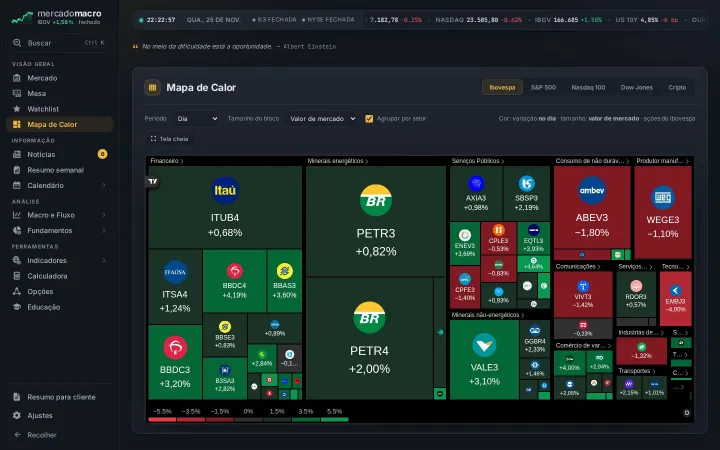 mercadomacro
IBOV +1,58% · fechado
Buscar Ctrl K
VISÃO GERAL
Mercado
Mesa
Watchlist
Mapa de Calor
INFORMAÇÃO
Notícias 6
Resumo semanal
Calendário
ANÁLISE
Macro e Fluxo
Fundamentos
FERRAMENTAS
Indicadores
Calculadora
Opções
Educação
Resumo para cliente
Ajustes
Recolher
22:22:57 QUA, 25 DE NOV. B3 FECHADA NYSE FECHADA 7.182,78 -0.25% NASDAQ 23.585,80 -0.62% IBOV 166.685 +1.58% US 10Y 4,85% -6 bp
No meio da dificuldade está a oportunidade. — Albert Einstein
Mapa de Calor
Ibovespa S&P 500 Nasdaq 100 Dow Jones Cripto
Período Dia Tamanho do bloco Valor de mercado Agrupar por setor
Cor: variação no dia · tamanho: valor de mercado · ações do Ibovespa
Tela cheia
Financeiro
Itaú
ITUB4
+0,68%
ITAÚSA
ITSA4
+1,24%
BBDC4
+4,19%
BBAS3
+3,60%
BBDC3
+3,20%
BBSE3
+0,83%
+0,89%
B3SA3
+2,82%
+2,84%
−0,1...
Minerais energéticos
BR
PETR3
+0,82%
BR
PETR4
+2,00%
Serviços Públicos
AXIA3
+0,98%
SBSP3
+2,19%
ENEV3
+3,69%
CPLE3
−0,53%
EQTL3
+3,93%
−0,83%
+4,64%
CPFE3
−1,40%
+0,93%
Minerais não-energéticos
VALE3
+3,10%
GGBR4
+2,33%
+1,46%
+2,38%
Consumo de não duráv...
ambev
ABEV3
−1,80%
Produtor manuf...
WEG
WEGE3
−1,10%
Comunicações
VIVT3
−1,42%
−0,23%
Serviços...
RDOR3
+0,57%
Tecno...
EMBJ3
−4,00%
Comércio de var...
+4,00%
RD
+2,94%
+2,05%
Industrias de...
−1,32%
Transportes
+2,15%
+1,01%
S...
T...
C...
...
−5.5% −3.5% −1.5% 0% 1.5% 3.5% 5.5%
D